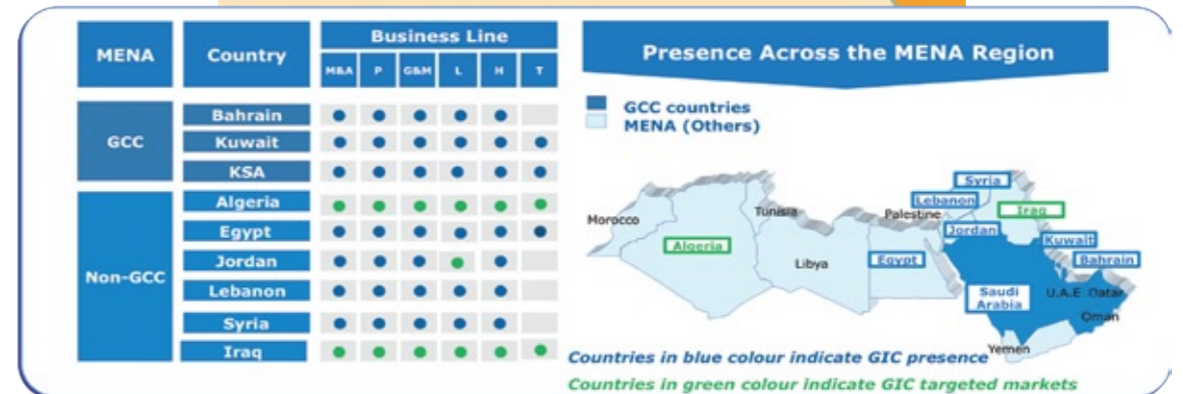 MENA Country Business Line
M&A P G&M L H T
GCC
Bahrain
Kuwait
KSA
Non-GCC
Algeria
Egypt
Jordan
Lebanon
Syria
Iraq
Presence Across the MENA Region
GCC countries
MENA (Others)
Morocco
Algeria
Tunisia
Libya
Egypt
Palestine
Lebanon
Syria
Jordan
Iraq
Kuwait
Bahrain
Saudi
Arabia
U.A.E Qatar
Oman
Yemen
Countries in blue colour indicate GIC presence
Countries in green colour indicate GIC targeted markets